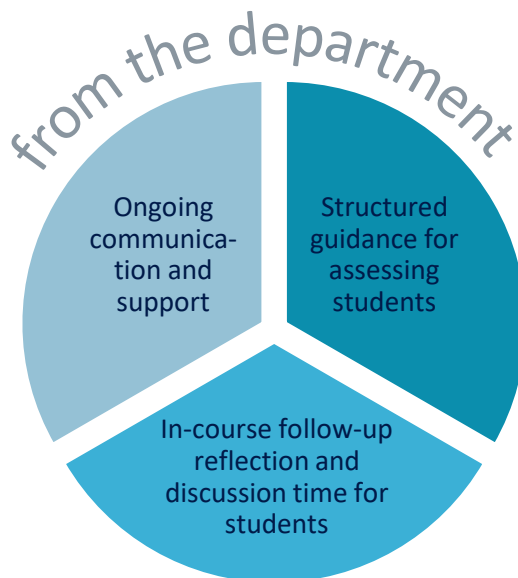 from the department
Ongoing
communica-
tion and
support
Structured
guidance for
assessing
students
In-course follow-up
reflection and
discussion time for
students